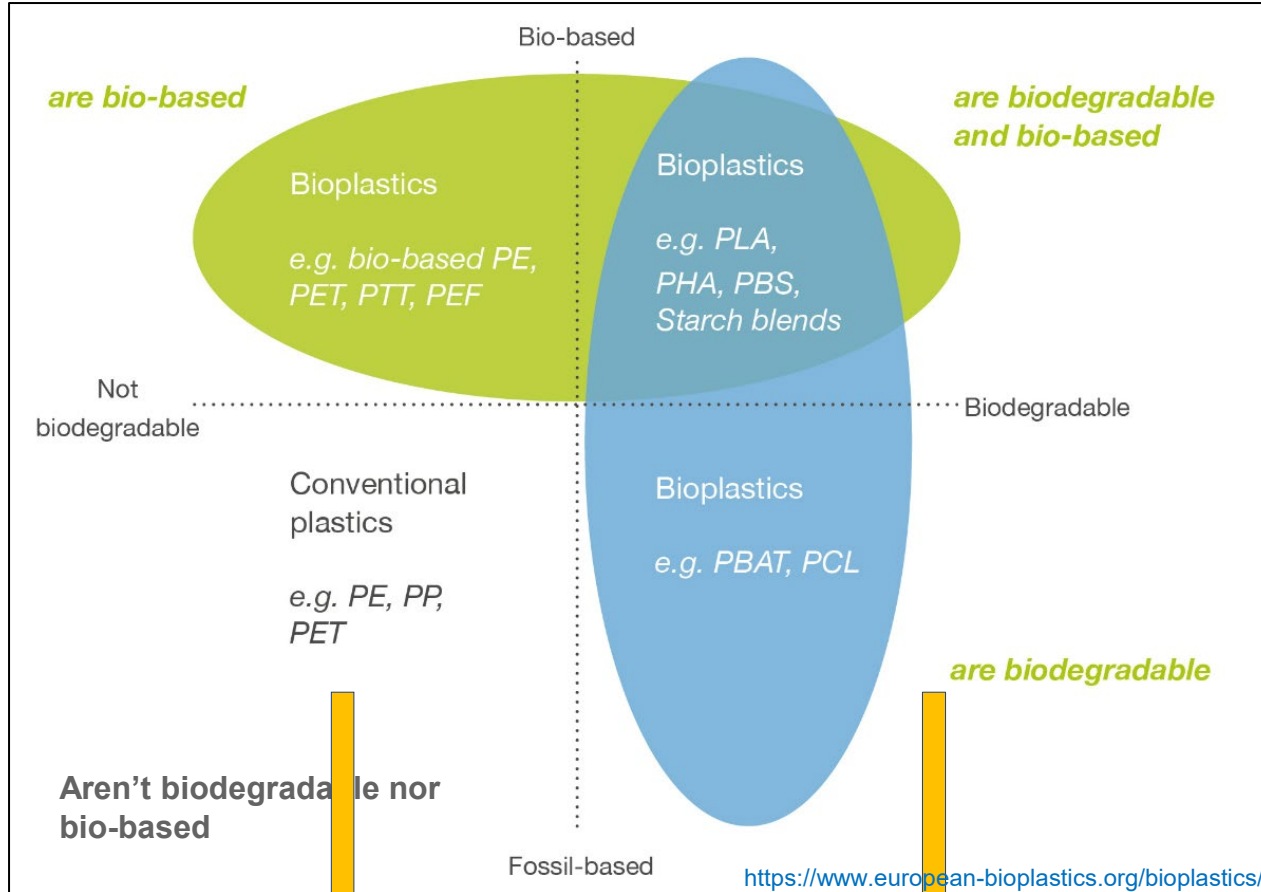 Bio-based
are bio-based
are biodegradable
and bio-based
Bioplastics
e.g. bio-based PE,
PET, PTT, PEF
Bioplastics
e.g. PLA,
PHA, PBS,
Starch blends
Not
biodegradable
Biodegradable
Conventional
plastics
e.g. PE, PP,
PET
Bioplastics
e.g. PBAT, PCL
are biodegradable
Aren’t biodegradable nor
bio-based
Fossil-based
https://www.european-bioplastics.org/bioplastics/